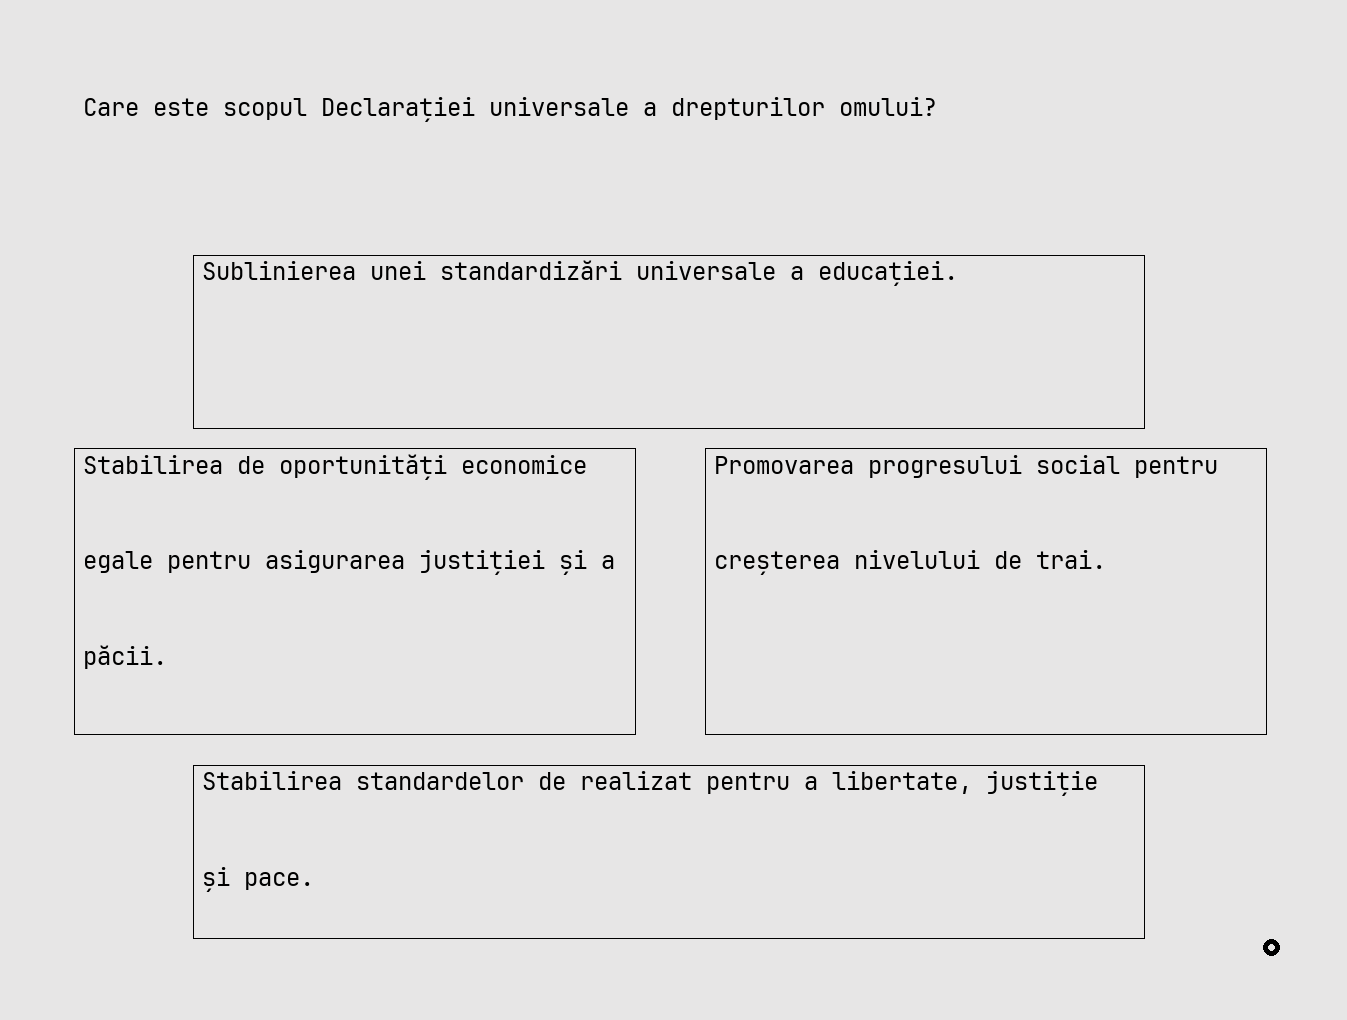 Care este scopul Declarației universale a drepturilor omului?
Sublinierea unei standardizări universale a educației.
Stabilirea de oportunități economice
egale pentru asigurarea justiției și a
păcii.
Promovarea progresului social pentru
creșterea nivelului de trai.
Stabilirea standardelor de realizat pentru a libertate, justiție
și pace.